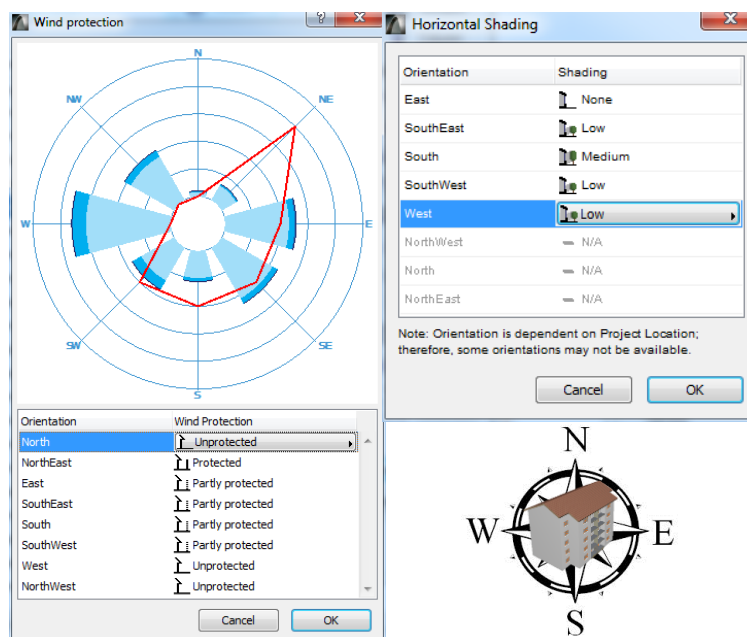 Wind protection
N
NW
NE
W
E
SW
SE
S
Orientation Wind Protection
North Unprotected
NorthEast Protected
East Partly protected
SouthEast Partly protected
South Partly protected
SouthWest Partly protected
West Unprotected
NorthWest Unprotected
Cancel OK
Horizontal Shading
Orientation Shading
East None
SouthEast Low
South Medium
SouthWest Low
West Low
NorthWest N/A
North N/A
NorthEast N/A
Note: Orientation is dependent on Project Location;
therefore, some orientations may not be available.
Cancel OK
N
W E
S